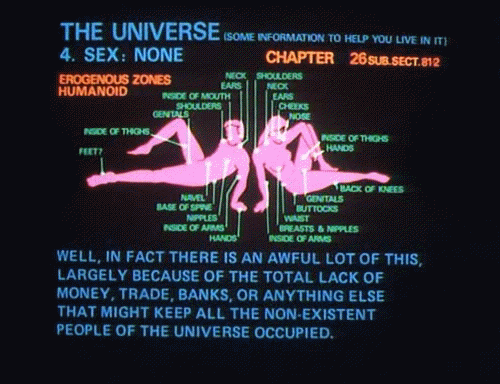 THE UNIVERSE (SOME INFORMATION TO HELP YOU LIVE IN IT)
4. SEX: NONE
CHAPTER 26 SUB.SECT. 812
EROGENOUS ZONES
HUMANOID
NECK
EARS
INSIDE OF MOUTH
SHOULDERS
GENITALS
INSIDE OF THIGHS
FEET?
NAVEL
BASE OF SPINE
NIPPLES
INSIDE OF ARMS
HANDS
SHOULDERS
NECK
EARS
CHEEKS
NOSE
INSIDE OF THIGHS
HANDS
BACK OF KNEES
GENITALS
BUTTOCKS
WAIST
BREASTS & NIPPLES
INSIDE OF ARMS
WELL, IN FACT THERE IS AN AWFUL LOT OF THIS,
LARGELY BECAUSE OF THE TOTAL LACK OF
MONEY, TRADE, BANKS, OR ANYTHING ELSE
THAT MIGHT KEEP ALL THE NON-EXISTENT
PEOPLE OF THE UNIVERSE OCCUPIED.